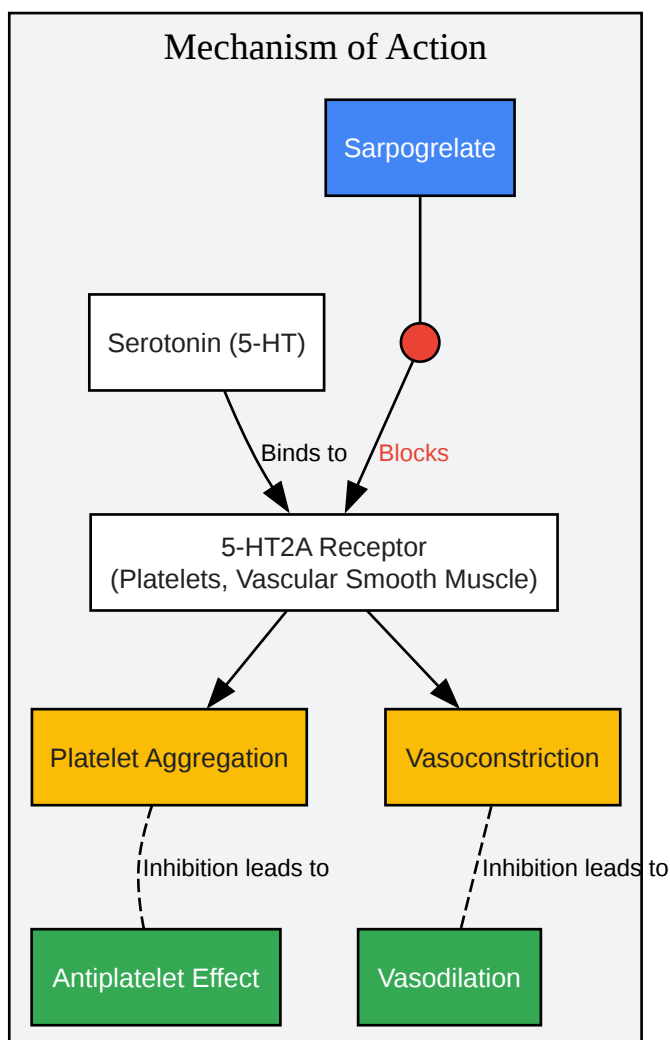 Mechanism of Action
Sarpogrelate
Serotonin (5-HT)
Binds to
Blocks
5-HT2A Receptor
(Platelets, Vascular Smooth Muscle)
Platelet Aggregation
Vasoconstriction
Inhibition leads to
Inhibition leads to
Antiplatelet Effect
Vasodilation